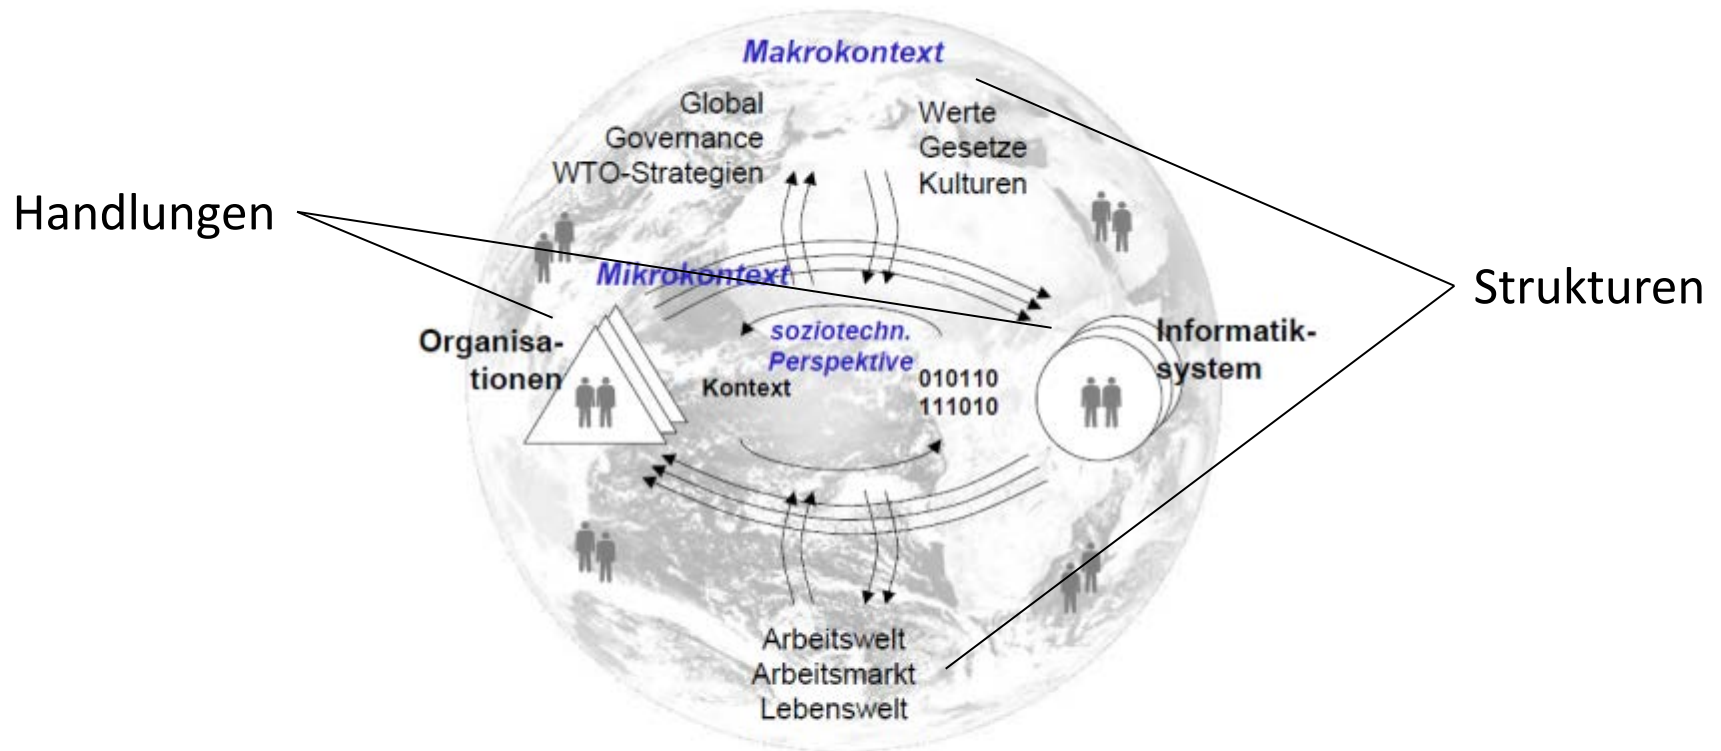 Makrokontext
Global
Governance
WTO-Strategien
Werte
Gesetze
Kulturen
Handlungen
Mikrokontext
Strukturen
Organisa-
tionen
soziotechn.
Perspektive
Kontext
010110
111010
Informatik-
system
Arbeitswelt
Arbeitsmarkt
Lebenswelt